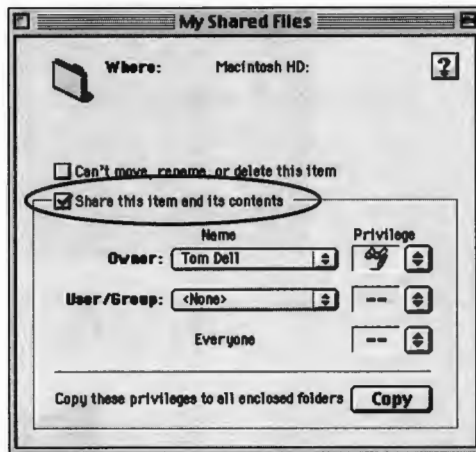 My Shared Files
Where: Macintosh HD:
?
Can't move, rename, or delete this item
Share this item and its contents
Name Privilege
Owner: Tom Dell
User/Group: <None> --
Everyone --
Copy these privileges to all enclosed folders Copy